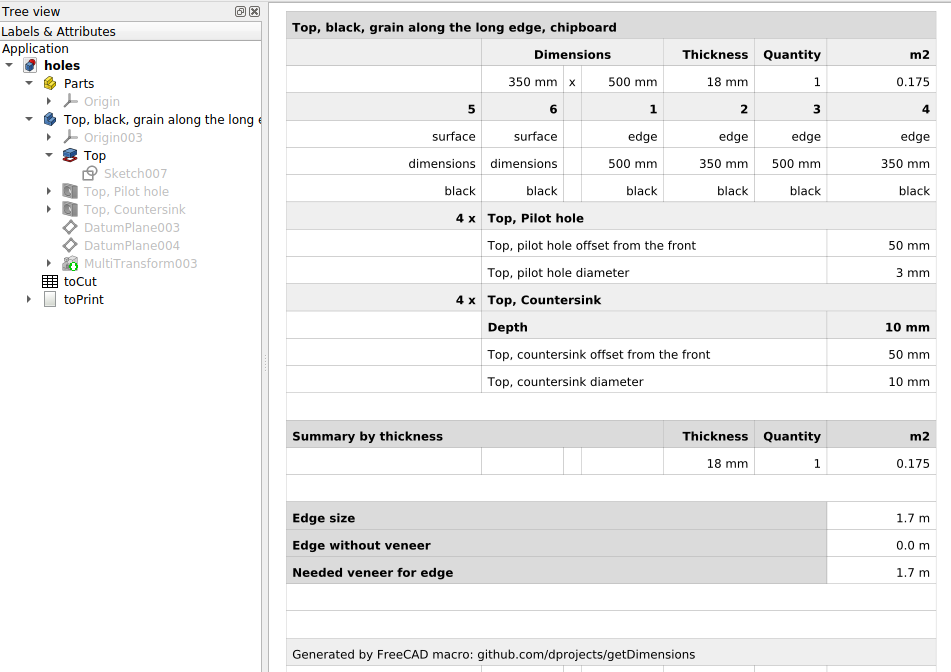 Tree view
Labels & Attributes
Application
holes
Parts
Origin
Top, black, grain along the long e
Origin003
Top
Sketch007
Top, Pilot hole
Top, Countersink
DatumPlane003
DatumPlane004
MultiTransform003
toCut
toPrint
Top, black, grain along the long edge, chipboard
Dimensions Thickness Quantity m2
350 mm x 500 mm 18 mm 1 0.175
5 6 1 2 3 4
surface surface edge edge edge edge
dimensions dimensions 500 mm 350 mm 500 mm 350 mm
black black black black black black
4 x Top, Pilot hole
Top, pilot hole offset from the front 50 mm
Top, pilot hole diameter 3 mm
4 x Top, Countersink
Depth 10 mm
Top, countersink offset from the front 50 mm
Top, countersink diameter 10 mm
Summary by thickness Thickness Quantity m2
18 mm 1 0.175
Edge size 1.7 m
Edge without veneer 0.0 m
Needed veneer for edge 1.7 m
Generated by FreeCAD macro: github.com/dprojects/getDimensions